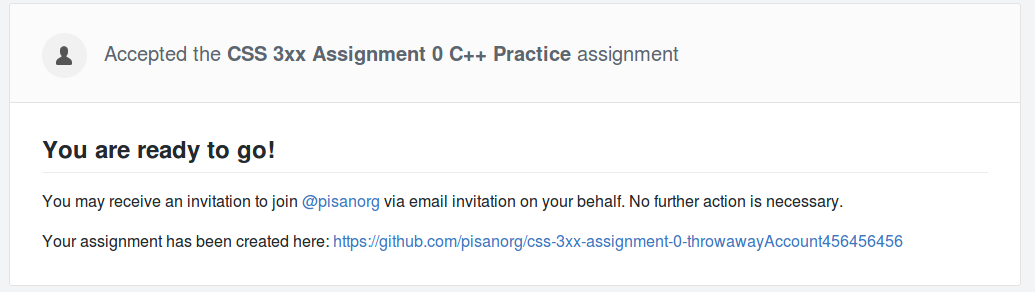 Accepted the CSS 3xx Assignment 0 C++ Practice assignment
You are ready to go!
You may receive an invitation to join @pisanorg via email invitation on your behalf. No further action is necessary.
Your assignment has been created here: https://github.com/pisanorg/css-3xx-assignment-0-throwawayAccount456456456